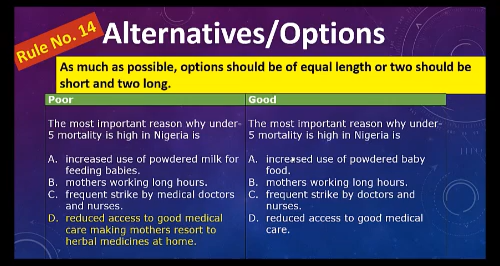 Rule No. 14
Alternatives/Options
As much as possible, options should be of equal length or two should be
short and two long.
Poor
The most important reason why under-
5 mortality is high in Nigeria is
A. increased use of powdered milk for
feeding babies.
B. mothers working long hours.
C. frequent strike by medical doctors
and nurses.
D. reduced access to good medical
care making mothers resort to
herbal medicines at home.
Good
The most important reason why under-
5 mortality is high in Nigeria is
A. increased use of powdered baby
food.
B. mothers working long hours.
C. frequent strike by doctors and
nurses.
D. reduced access to good medical
care.